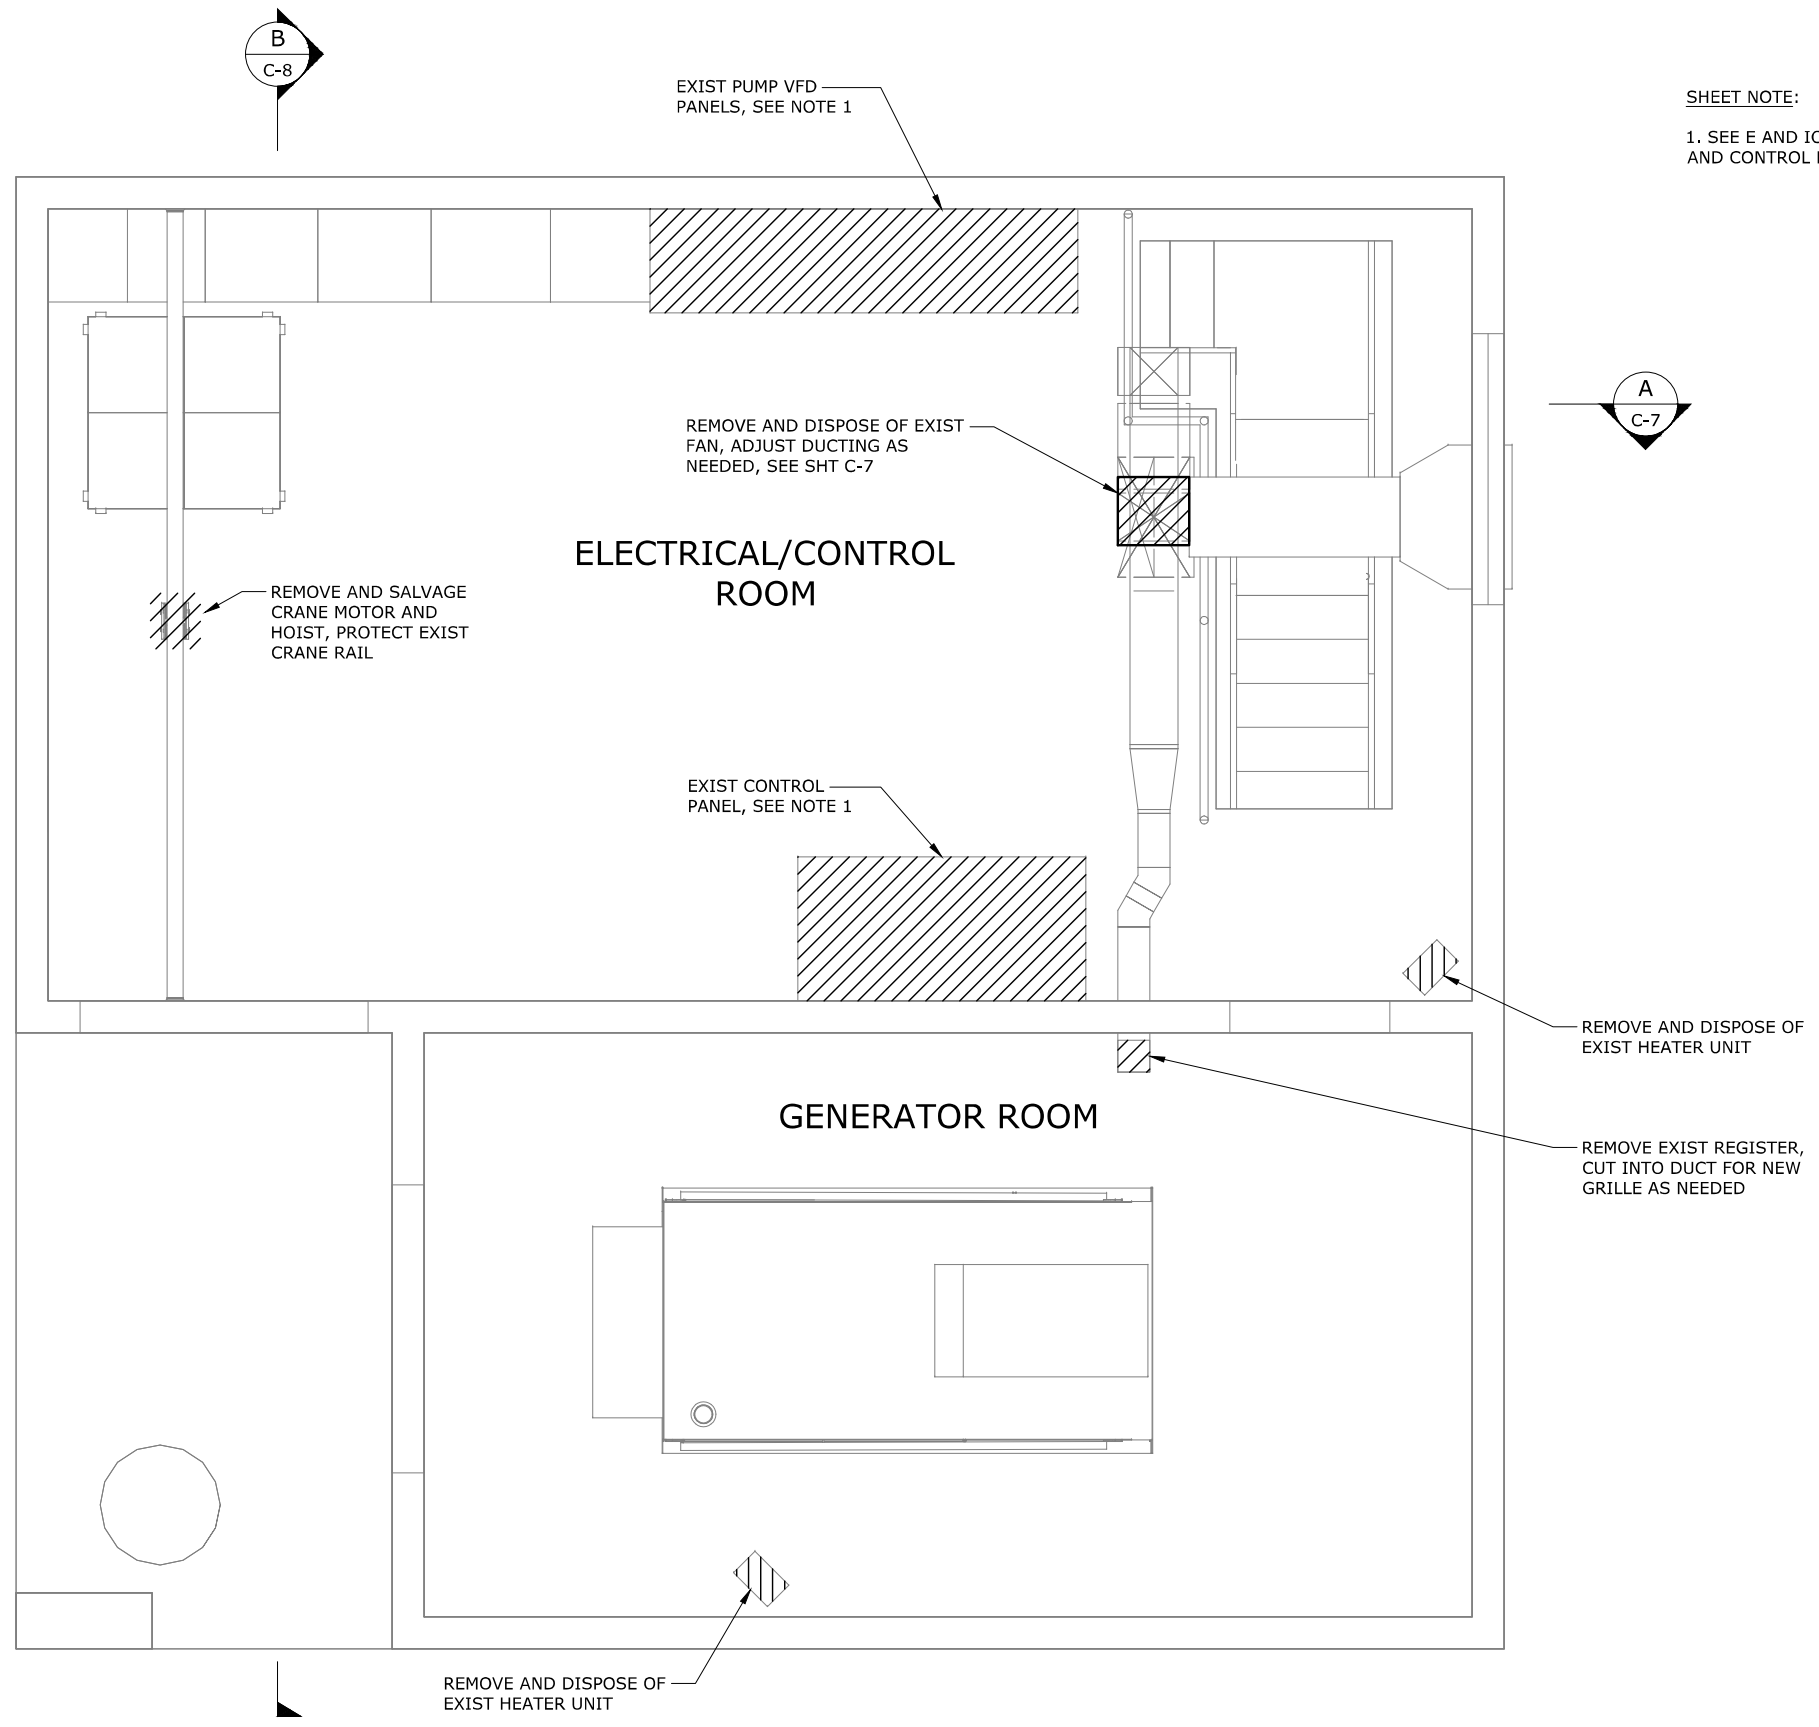 B
C-8
EXIST PUMP VFD
PANELS, SEE NOTE 1
SHEET NOTE:
1. SEE E AND
AND CONTROL
A
C-7
REMOVE AND DISPOSE OF EXIST
FAN, ADJUST DUCTING AS
NEEDED, SEE SHT C-7
ELECTRICAL/CONTROL
ROOM
REMOVE AND SALVAGE
CRANE MOTOR AND
HOIST, PROTECT EXIST
CRANE RAIL
EXIST CONTROL
PANEL, SEE NOTE 1
REMOVE AND DISPOSE OF
EXIST HEATER UNIT
GENERATOR ROOM
REMOVE EXIST REGISTER,
CUT INTO DUCT FOR NEW
GRILLE AS NEEDED
REMOVE AND DISPOSE OF
EXIST HEATER UNIT